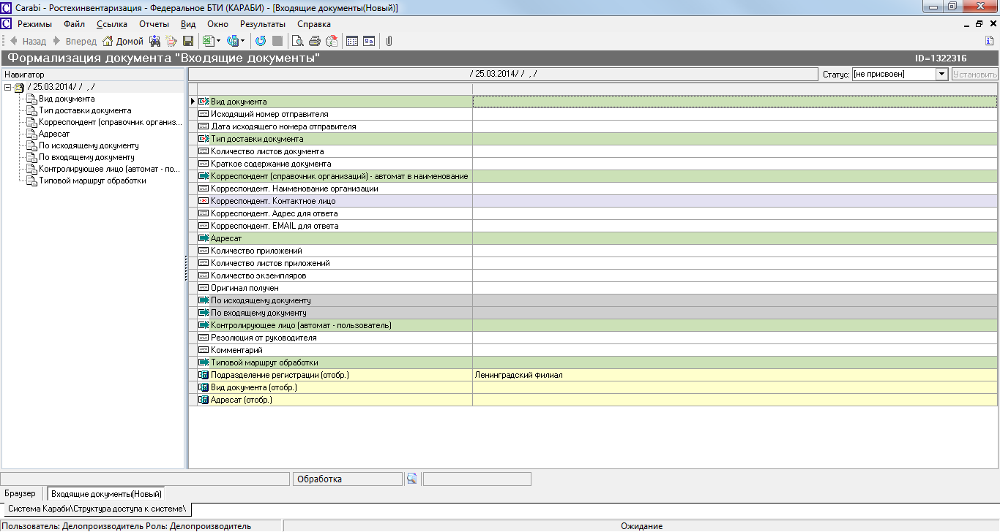 Carabi - Ростехинвентаризация - Федеральное БТИ (КАРАБИ) - [Входящие документы(Новый)]
Режимы Файл Ссылка Отчеты Вид Окно Результаты Справка
Назад Вперед Домой
Формализация документа "Входящие документы" ID=1322316
Навигатор
/ 25.03.2014/ / , /
Вид документа
Тип доставки документа
Корреспондент (справочник организ...
Адресат
По исходящему документу
По входящему документу
Контролирующее лицо (автомат - по...
Типовой маршрут обработки
/ 25.03.2014/ / , / Статус: [не присвоен] Установить
Вид документа
Исходящий номер отправителя
Дата исходящего номера отправителя
Тип доставки документа
Количество листов документа
Краткое содержание документа
Корреспондент (справочник организаций) - автомат в наименование
Корреспондент. Наименование организации
Корреспондент. Контактное лицо
Корреспондент. Адрес для ответа
Корреспондент. EMAIL для ответа
Адресат
Количество приложений
Количество листов приложений
Количество экземпляров
Оригинал получен
По исходящему документу
По входящему документу
Контролирующее лицо (автомат - пользователь)
Резолюция от руководителя
Комментарий
Типовой маршрут обработки
Подразделение регистрации (отобр.) Ленинградский филиал
Вид документа (отобр.)
Адресат (отобр.)
Обработка
Браузер Входящие документы(Новый)
Система Караби\Структура доступа к системе\
Пользователь: Делопроизводитель Роль: Делопроизводитель Ожидание